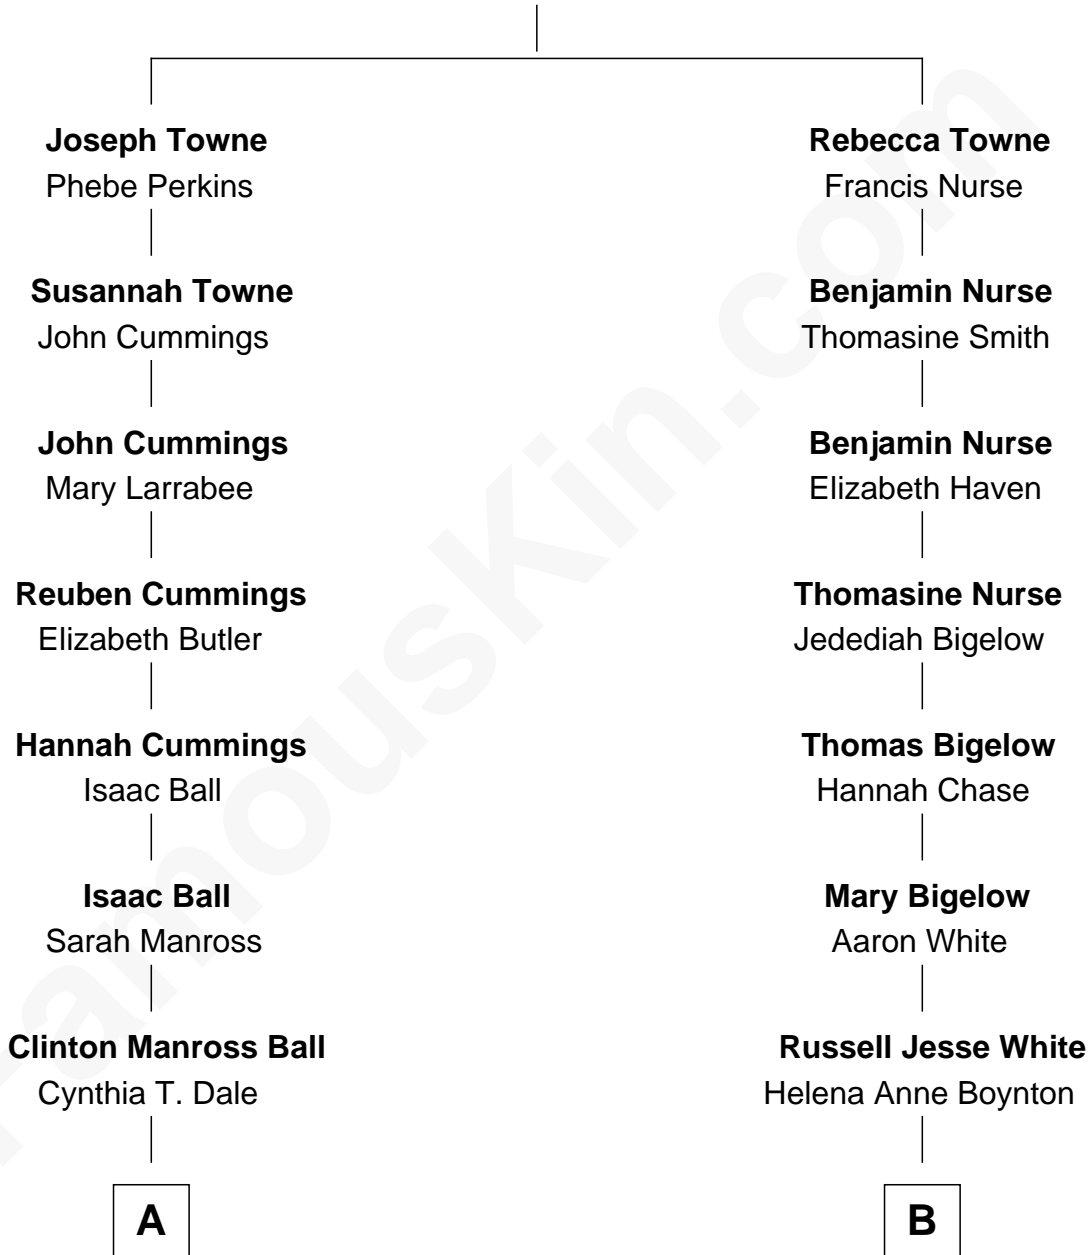 Joseph Towne
Phebe Perkins
Susannah Towne
John Cummings
John Cummings
Mary Larrabee
Reuben Cummings
Elizabeth Butler
Hannah Cummings
Isaac Ball
Isaac Ball
Sarah Manross
Clinton Manross Ball
Cynthia T. Dale
A
Rebecca Towne
Francis Nurse
Benjamin Nurse
Thomasine Smith
Benjamin Nurse
Elizabeth Haven
Thomasine Nurse
Jedediah Bigelow
Thomas Bigelow
Hannah Chase
Mary Bigelow
Aaron White
Russell Jesse White
Helena Anne Boynton
B
FamousKin.com